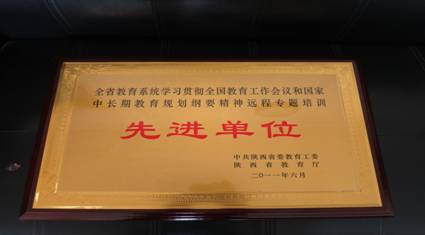 全省教育系统学习贯彻全国教育工作会议和国家
中长期教育规划纲要精神远程专题培训
先进单位
中共陕西省委教育工委
陕西省教育厅
二〇一一年六月